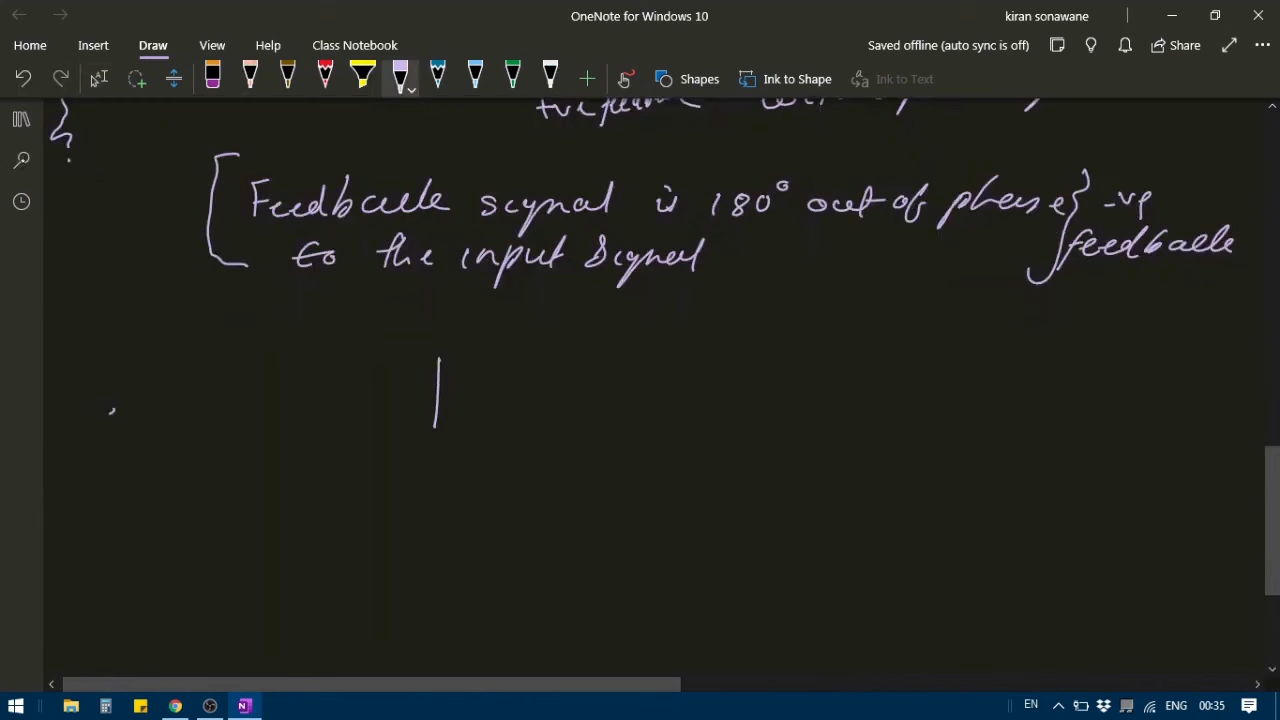 OneNote for Windows 10
kiran sonawane
Home
Insert
Draw
View
Help
Class Notebook
Saved offline (auto sync is off)
Share
Shapes
Ink to Shape
Ink to Text
Feedback signal is 180° out of phase} -ve
feedback
to the input signal
EN
ENG
00:35